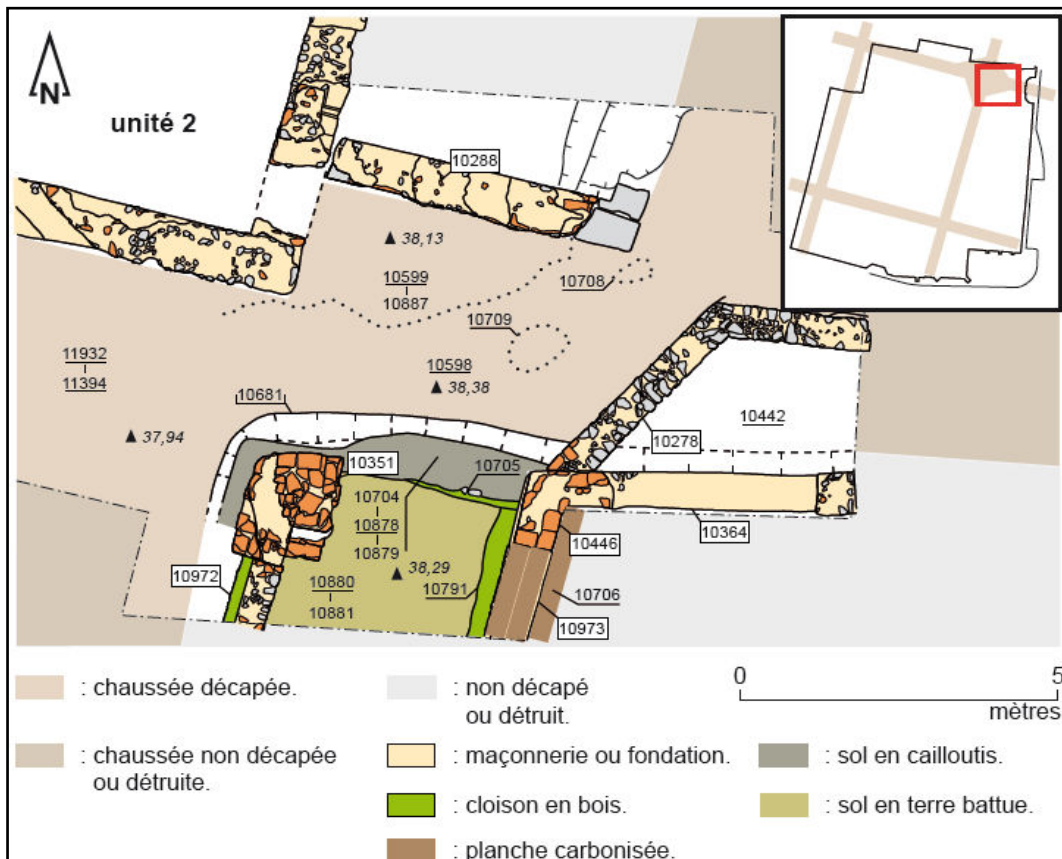 N
unité 2
10288
38,13
10599
10887
10708
10709
11932
11394
10598
38,38
10681
37,94
10442
10278
10351
10705
10704
10878
10879
10364
10446
38,29
10972
10880
10881
10791
10706
10973
: chaussée décapée.
: chaussée non décapée
ou détruite.
: non décapé
ou détruit.
: maçonnerie ou fondation.
: cloison en bois.
: planche carbonisée.
0 5
mètres
: sol en cailloutis.
: sol en terre battue.